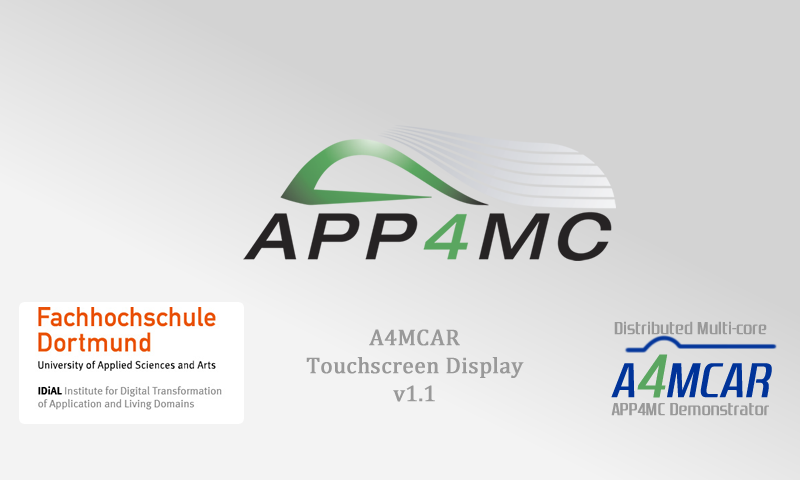 APP4MC
Fachhochschule
Dortmund
University of Applied Sciences and Arts
IDiAL Institute for Digital Transformation
of Application and Living Domains
A4MCAR
Touchscreen Display
v1.1
Distributed Multi-core
A4MCAR
APP4MC Demonstrator